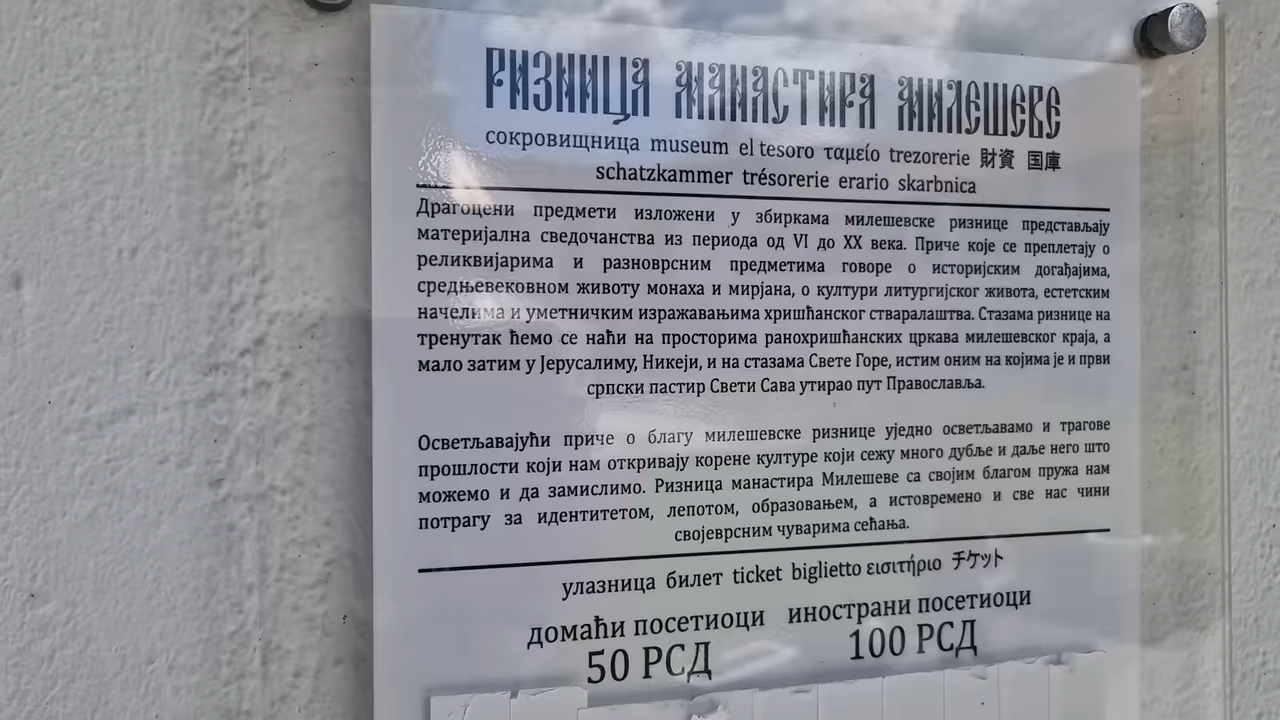 РИЗНИЦА МАНАСТИРА МИЛЕШЕВЕ
сокровищница museum el tesoro ταμείο trezorerie 財資 国庫
schatzkammer trésorerie erario skarbnica
Драгоцени предмети изложени у збиркама милешевске ризнице представљају
материјална сведочанства из периода од VI до XX века. Приче које се преплетају о
реликвијарима и разноврсним предметима говоре о историјским догађајима,
средњевековном животу монаха и мирјана, о култури литургијског живота, естетским
начелима и уметничким изражавањима хришћанског стваралаштва. Стазама ризнице на
тренутак ћемо се наћи на просторима ранохришћанских цркава милешевског краја, а
мало затим у Јерусалиму, Никеји, и на стазама Свете Горе, истим оним на којима је и први
српски пастир Свети Сава утирао пут Православља.
Осветљавајући приче о благу милешевске ризнице уједно осветљавамо и трагове
прошлости који нам откривају корене културе који сежу много дубље и даље него што
можемо и да замислимо. Ризница манастира Милешеве са својим благом пружа нам
потрагу за идентитетом, лепотом, образовањем, а истовремено и све нас чини
својеврсним чуварима сећања.
улазница билет ticket biglietto εισιτήριο チケット
домаћи посетиоци инострани посетиоци
50 РСД 100 РСД